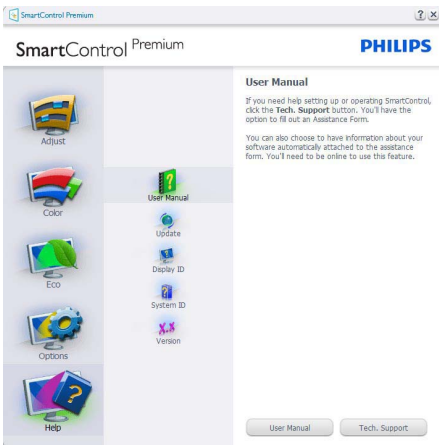 SmartControl Premium
SmartControl Premium
PHILIPS
Adjust
Color
Eco
Options
Help
User Manual
Update
Display ID
System ID
Version
User Manual
If you need help setting up or operating SmartControl,
click the Tech. Support button. You'll have the
option to fill out an Assistance Form.
You can also choose to have information about your
software automatically attached to the assistance
form. You'll need to be online to use this feature.
User Manual
Tech. Support